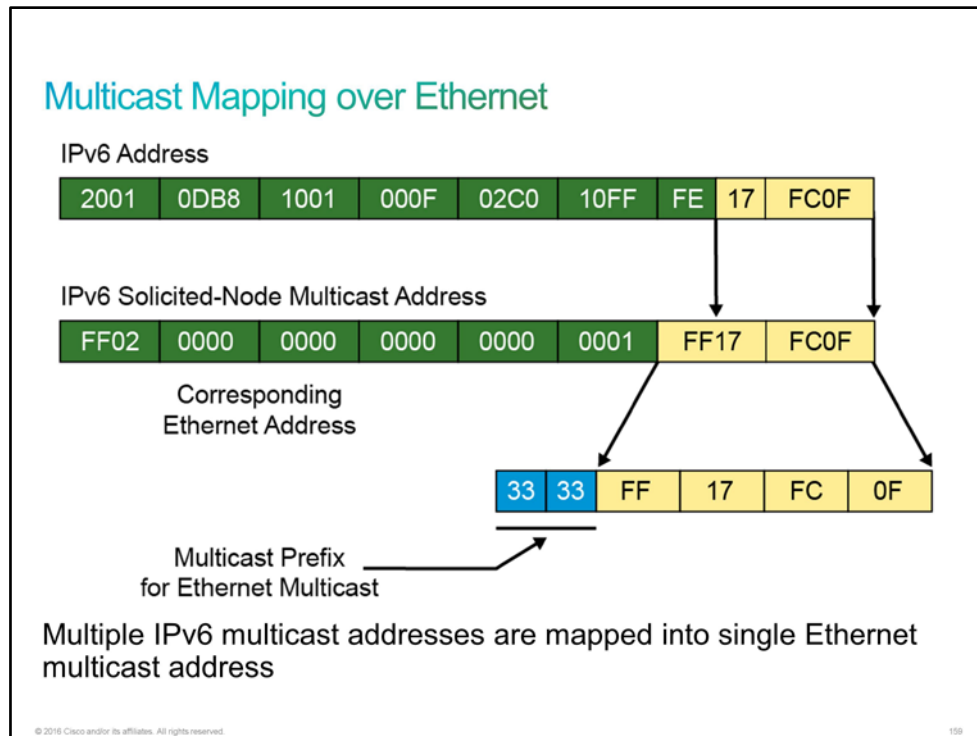 Multicast Mapping over Ethernet
IPv6 Address
2001 0DB8 1001 000F 02C0 10FF FE 17 FC0F
IPv6 Solicited-Node Multicast Address
FF02 0000 0000 0000 0000 0001 FF17 FC0F
Corresponding
Ethernet Address
33 33 FF 17 FC 0F
Multicast Prefix
for Ethernet Multicast
Multiple IPv6 multicast addresses are mapped into single Ethernet
multicast address
© 2016 Cisco and/or its affiliates. All rights reserved.
159